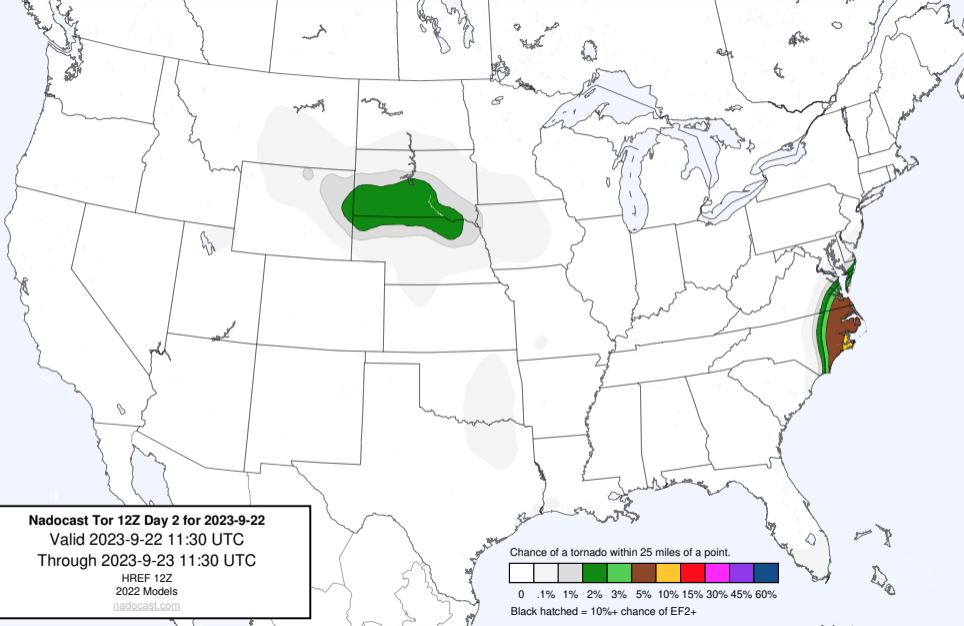 Nadocast Tor 12Z Day 2 for 2023-9-22
Valid 2023-9-22 11:30 UTC
Through 2023-9-23 11:30 UTC
HREF 12Z
2022 Models
nadocast.com
Chance of a tornado within 25 miles of a point.
0 .1% 1% 2% 3% 5% 10% 15% 30% 45% 60%
Black hatched = 10%+ chance of EF2+